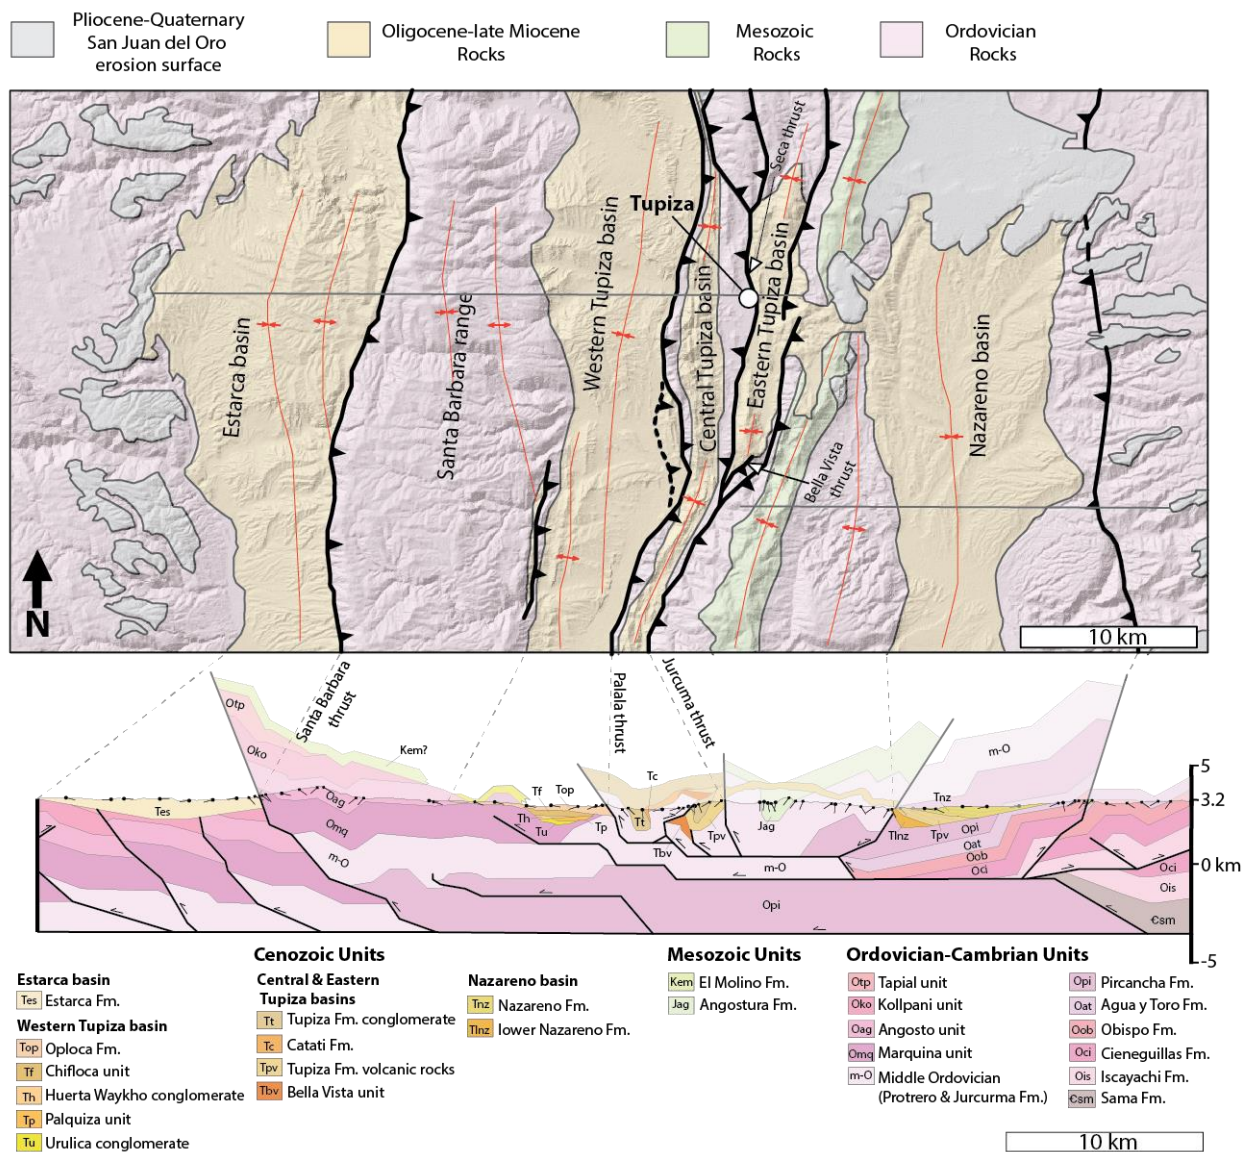 Pliocene-Quaternary
San Juan del Oro
erosion surface
Oligocene-late Miocene
Rocks
Mesozoic
Rocks
Ordovician
Rocks
Estarca basin
Santa Barbara range
Western Tupiza basin
Tupiza
Central Tupiza basin
Eastern Tupiza basin
Seca thrust
Bella Vista
thrust
Nazareno basin
N
10 km
Santa Barbara
thrust
Palala thrust
Jurcuma thrust
Otp
Oko
Kem?
Oag
Omq
m-O
Tes
Tf
Top
Th
Tu
Tp
Tc
Tt
Tpv
Tbv
Jag
m-O
Opi
m-O
Tnz
Tlnz
Tpv
Opi
Oat
Oob
Oci
Oci
Ois
Єsm
5
3.2
0 km
-5
Cenozoic Units
Estarca basin
Tes Estarca Fm.
Western Tupiza basin
Top Oploca Fm.
Tf Chifloca unit
Th Huerta Waykho conglomerate
Tp Palquiza unit
Tu Urulica conglomerate
Central & Eastern
Tupiza basins
Tt Tupiza Fm. conglomerate
Tc Catati Fm.
Tpv Tupiza Fm. volcanic rocks
Tbv Bella Vista unit
Nazareno basin
Tnz Nazareno Fm.
Tlnz lower Nazareno Fm.
Mesozoic Units
Kem El Molino Fm.
Jag Angostura Fm.
Ordovician-Cambrian Units
Otp Tapial unit
Oko Kollpani unit
Oag Angosto unit
Omq Marquina unit
m-O Middle Ordovician
(Protrero & Jurcurma Fm.)
Opi Pircancha Fm.
Oat Agua y Toro Fm.
Oob Obispo Fm.
Oci Cieneguillas Fm.
Ois Iscayachi Fm.
Єsm Sama Fm.
10 km